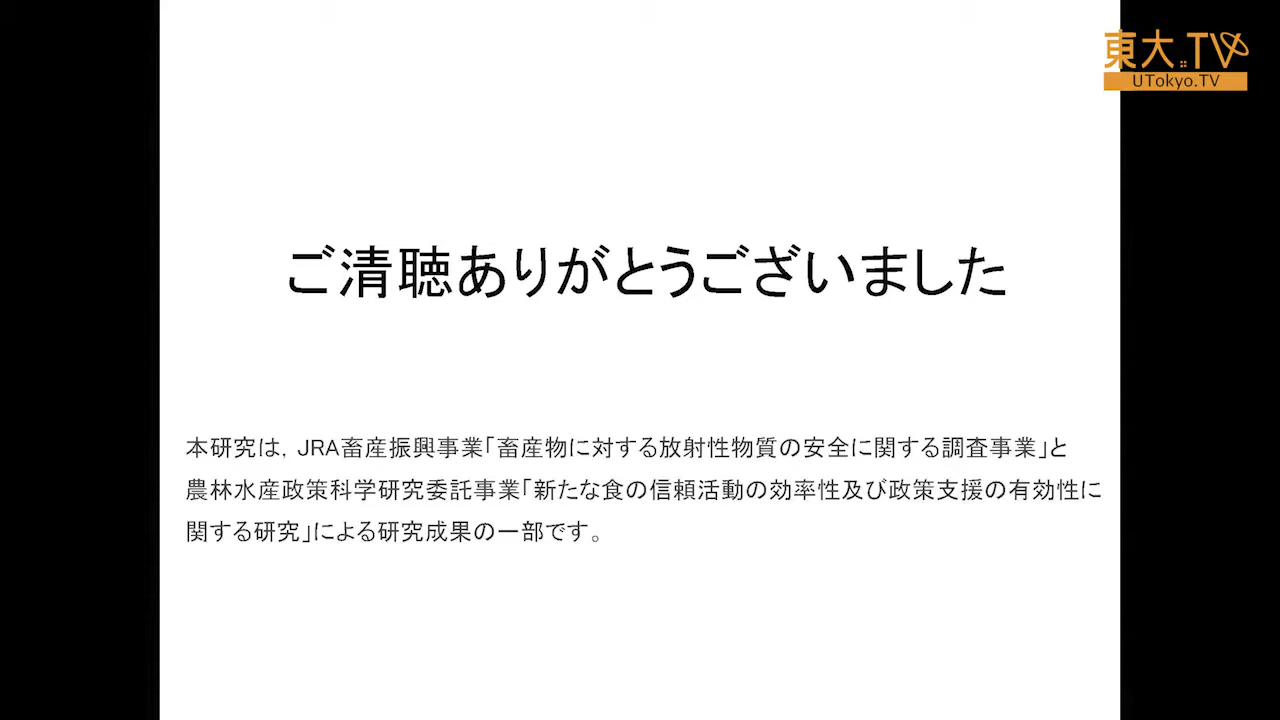 東大TV
UTokyo.TV
ご清聴ありがとうございました
本研究は，JRA畜産振興事業｢畜産物に対する放射性物質の安全に関する調査事業｣と
農林水産政策科学研究委託事業｢新たな食の信頼活動の効率性及び政策支援の有効性に
関する研究｣による研究成果の一部です。